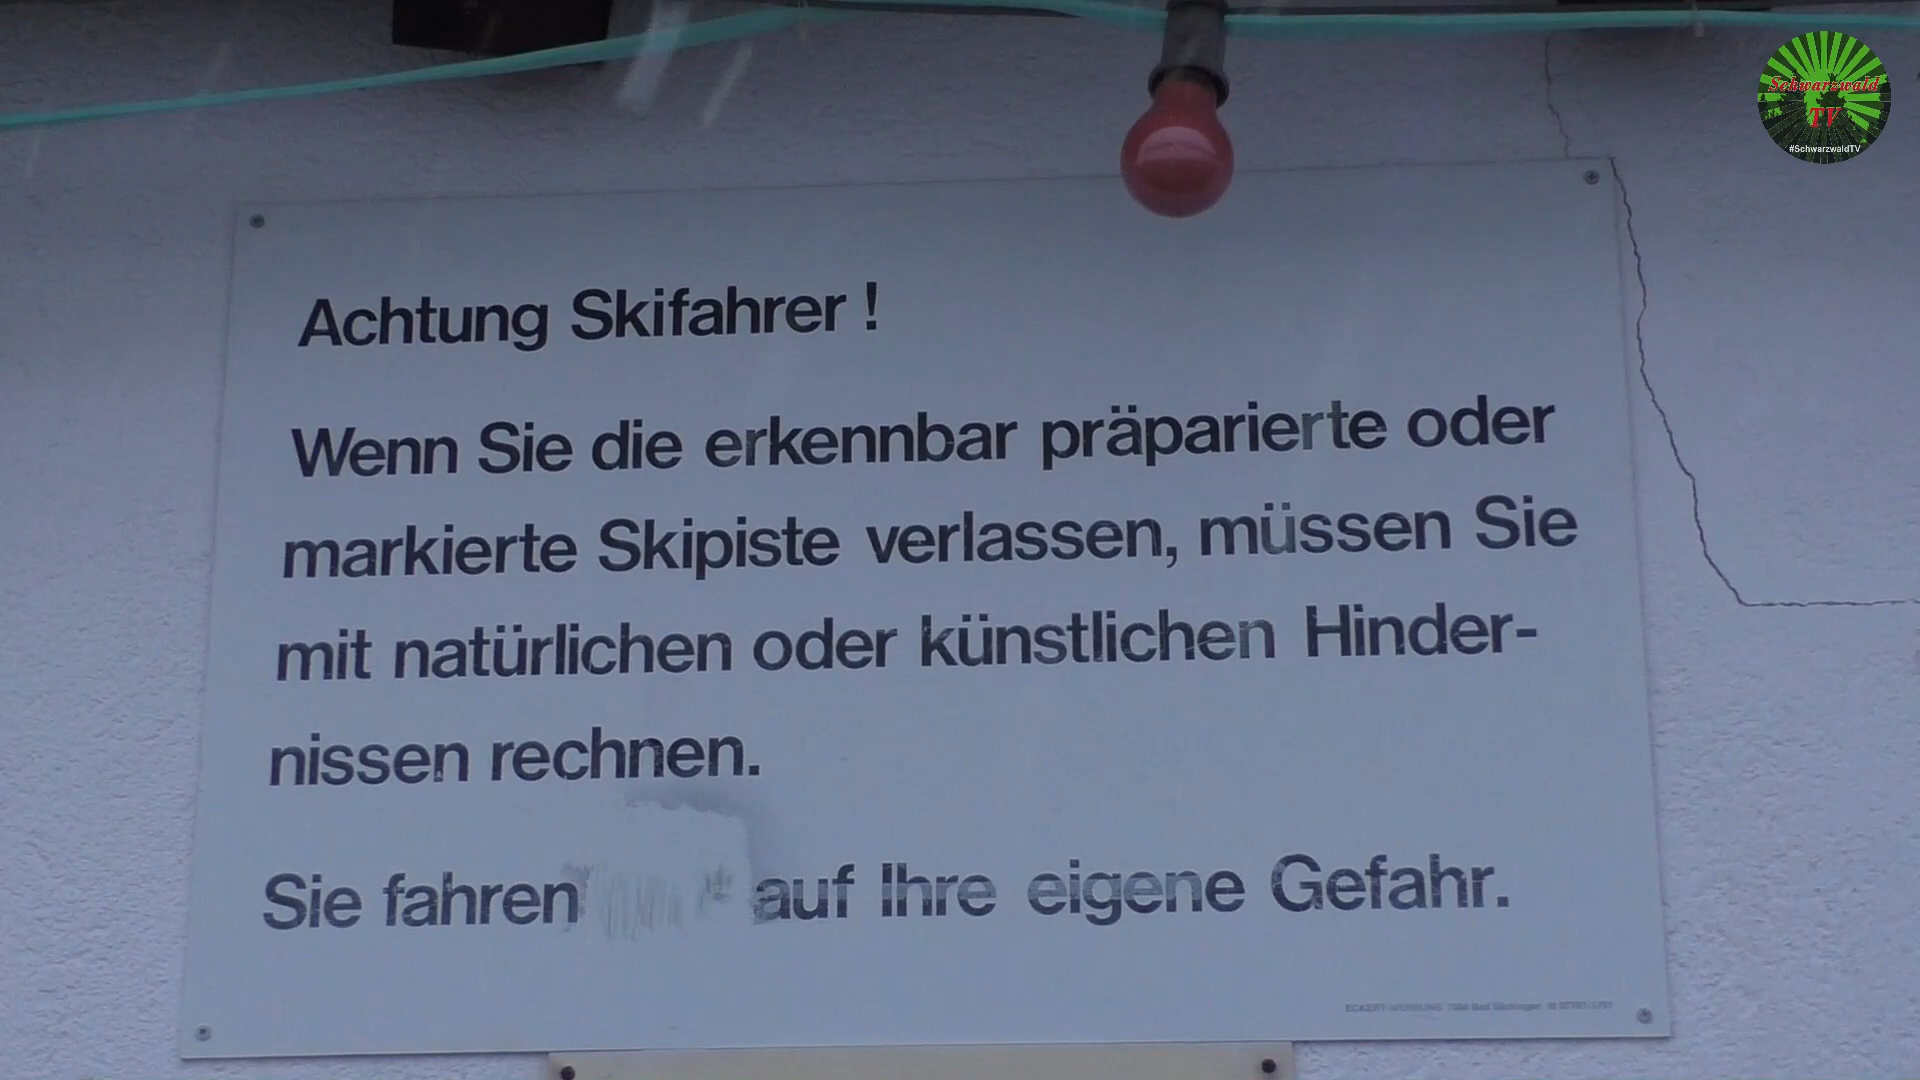 Schwarzwald
TV
#SchwarzwaldTV
Achtung Skifahrer !
Wenn Sie die erkennbar präparierte oder
markierte Skipiste verlassen, müssen Sie
mit natürlichen oder künstlichen Hinder-
nissen rechnen.
Sie fahren auf Ihre eigene Gefahr.